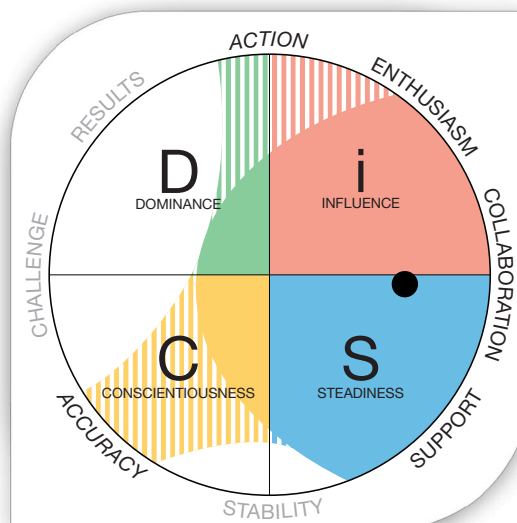 ACTION
ENTHUSIASM
RESULTS
D
DOMINANCE
i
INFLUENCE
COLLABORATION
CHALLENGE
C
CONSCIENTIOUSNESS
S
STEADINESS
ACCURACY
SUPPORT
STABILITY